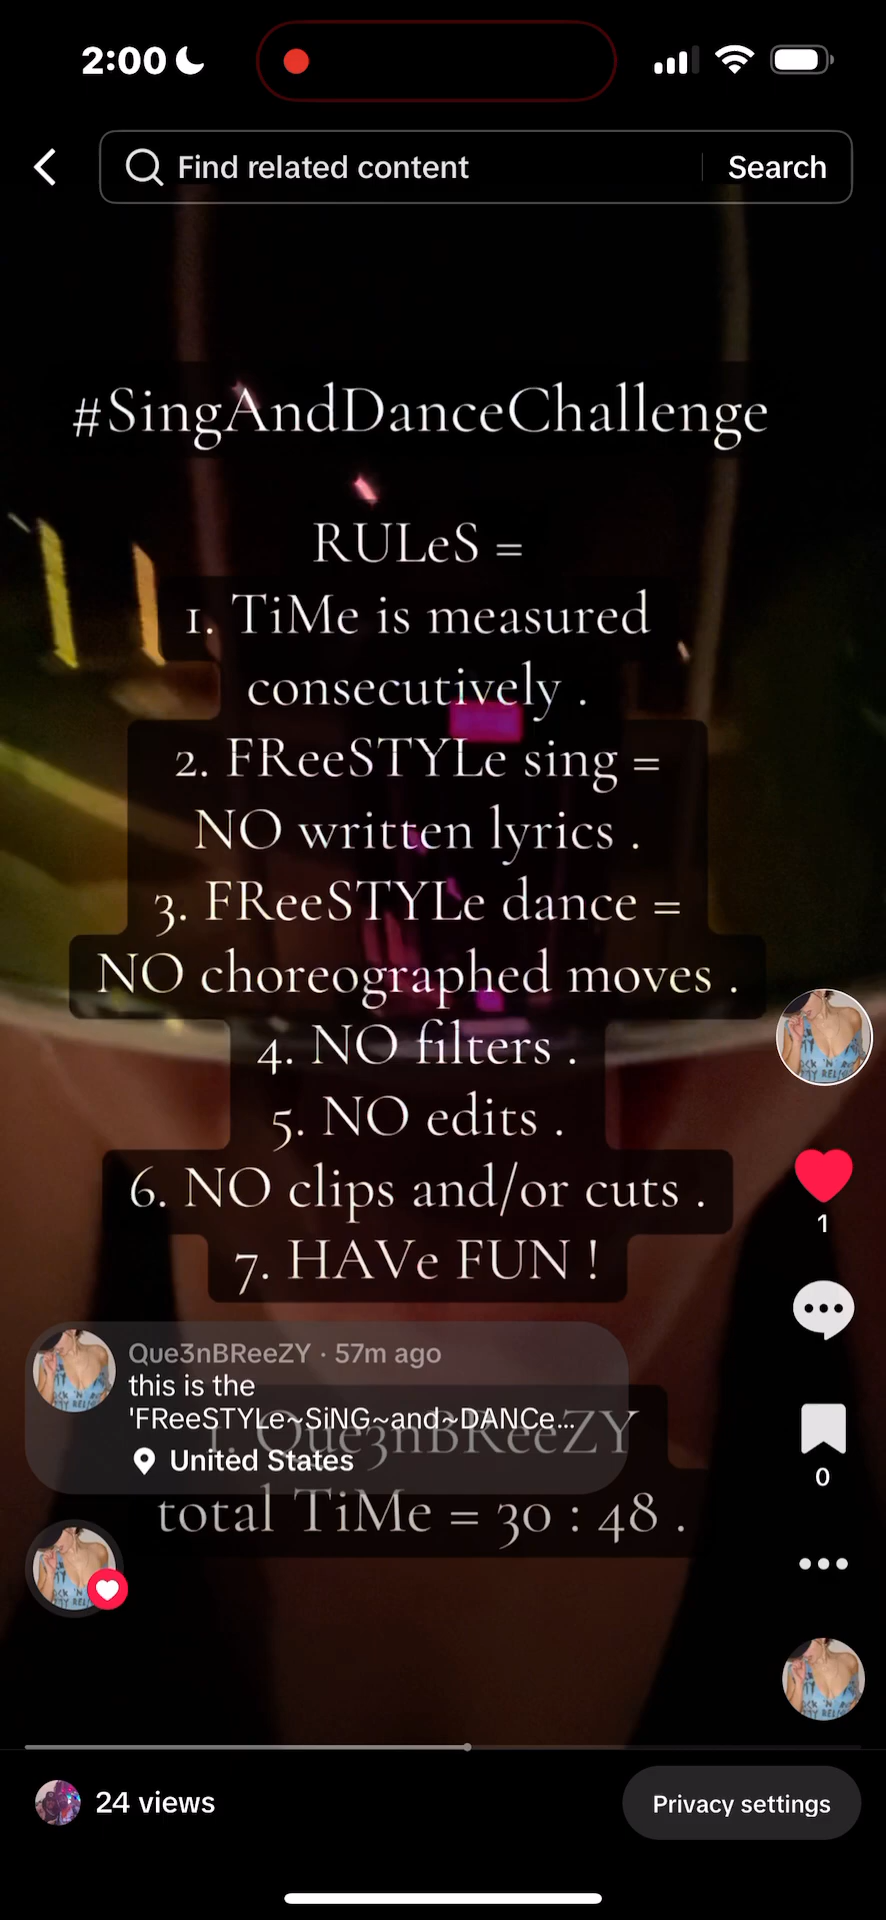 2:00
Find related content
Search
#SingAndDanceChallenge
RULeS =
1. TiMe is measured
consecutively .
2. FReeSTYLe sing =
NO written lyrics .
3. FReeSTYLe dance =
NO choreographed moves .
4. NO filters .
5. NO edits .
6. NO clips and/or cuts .
7. HAVe FUN !
1
Que3nBReeZY · 57m ago
this is the
'FReeSTYLe~SiNG~and~DANCe...
United States
1. Que3nBReeZY
total TiMe = 30 : 48 .
0
24 views
Privacy settings